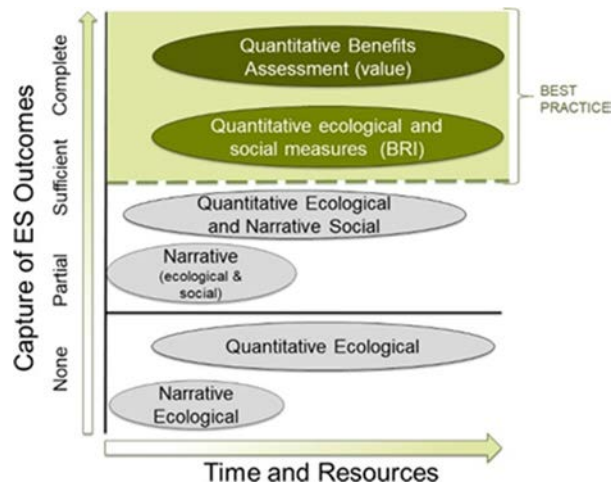 Capture of ES Outcomes
Complete
Sufficient
Partial
None
Quantitative Benefits
Assessment (value)
Quantitative ecological and
social measures (BRI)
Quantitative Ecological
and Narrative Social
Narrative
(ecological &
social)
Quantitative Ecological
Narrative
Ecological
BEST
PRACTICE
Time and Resources